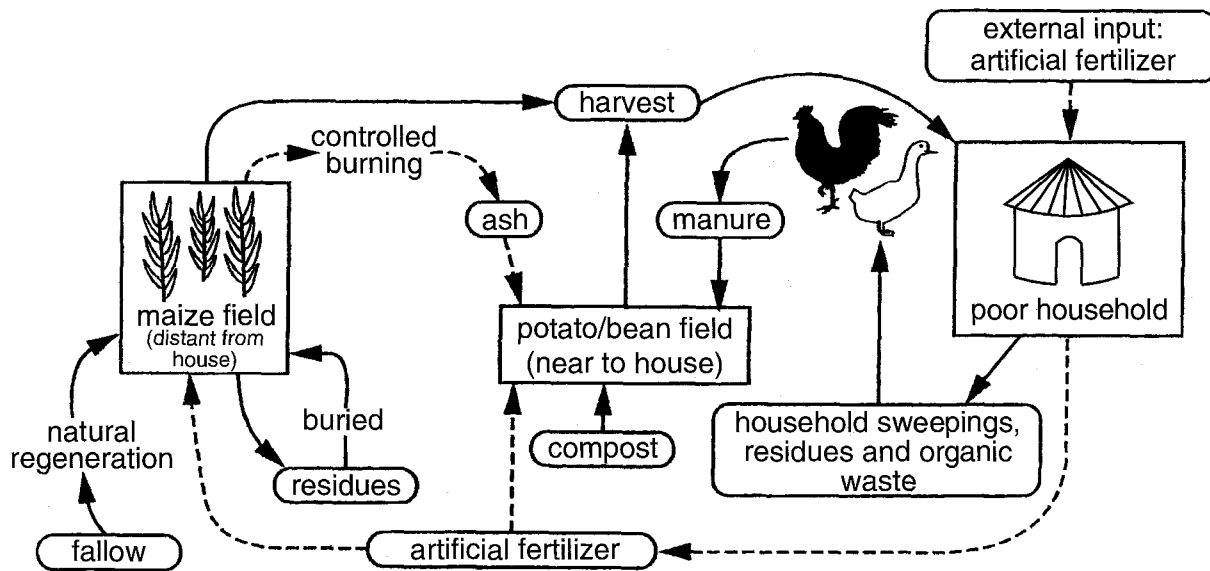 external input:
artificial fertilizer
harvest
controlled
burning
ash
manure
maize field
(distant from
house)
potato/bean field
(near to house)
poor household
natural
regeneration
buried
residues
compost
household sweepings,
residues and organic
waste
fallow
artificial fertilizer